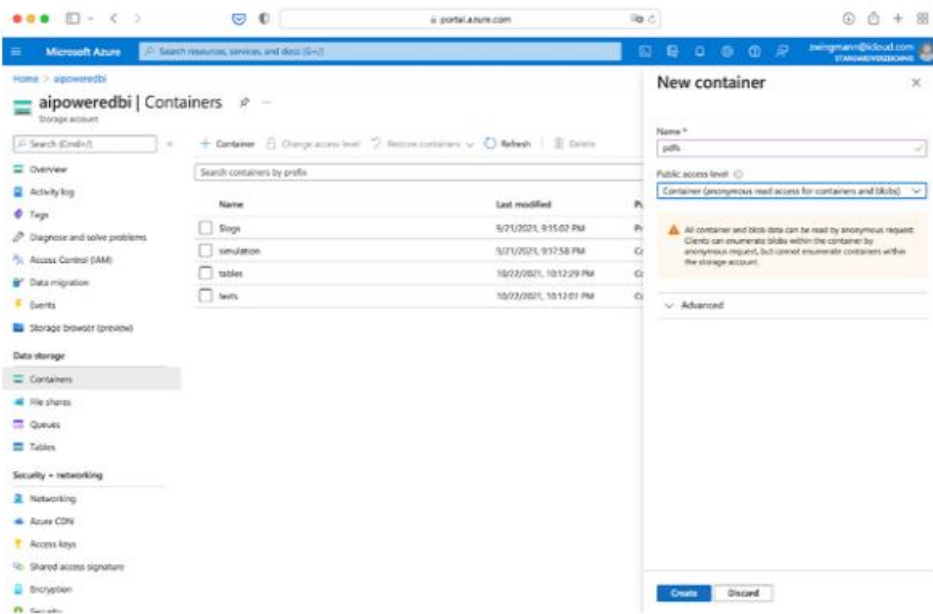 portal.azure.com
Microsoft Azure
Search resources, services, and docs (G+/)
zwingmann@icloud.com
STANDARDVERZEICHNIS
Home > aipoweredbi
aipoweredbi | Containers
Storage account
Search (Cmd+/)
Overview
Activity log
Tags
Diagnose and solve problems
Access Control (IAM)
Data migration
Events
Storage browser (preview)
Data storage
Containers
File shares
Queues
Tables
Security + networking
Networking
Azure CDN
Access keys
Shared access signature
Encryption
Security
+ Container Change access level Restore containers Refresh Delete
Search containers by prefix
Name Last modified
$logs 9/21/2021, 9:15:02 PM
simulation 9/21/2021, 9:17:58 PM
tables 10/22/2021, 10:12:29 PM
texts 10/22/2021, 10:12:01 PM
New container
Name *
pdfs
Public access level
Container (anonymous read access for containers and blobs)
All container and blob data can be read by anonymous request.
Clients can enumerate blobs within the container by
anonymous request, but cannot enumerate containers within
the storage account.
Advanced
Create Discard